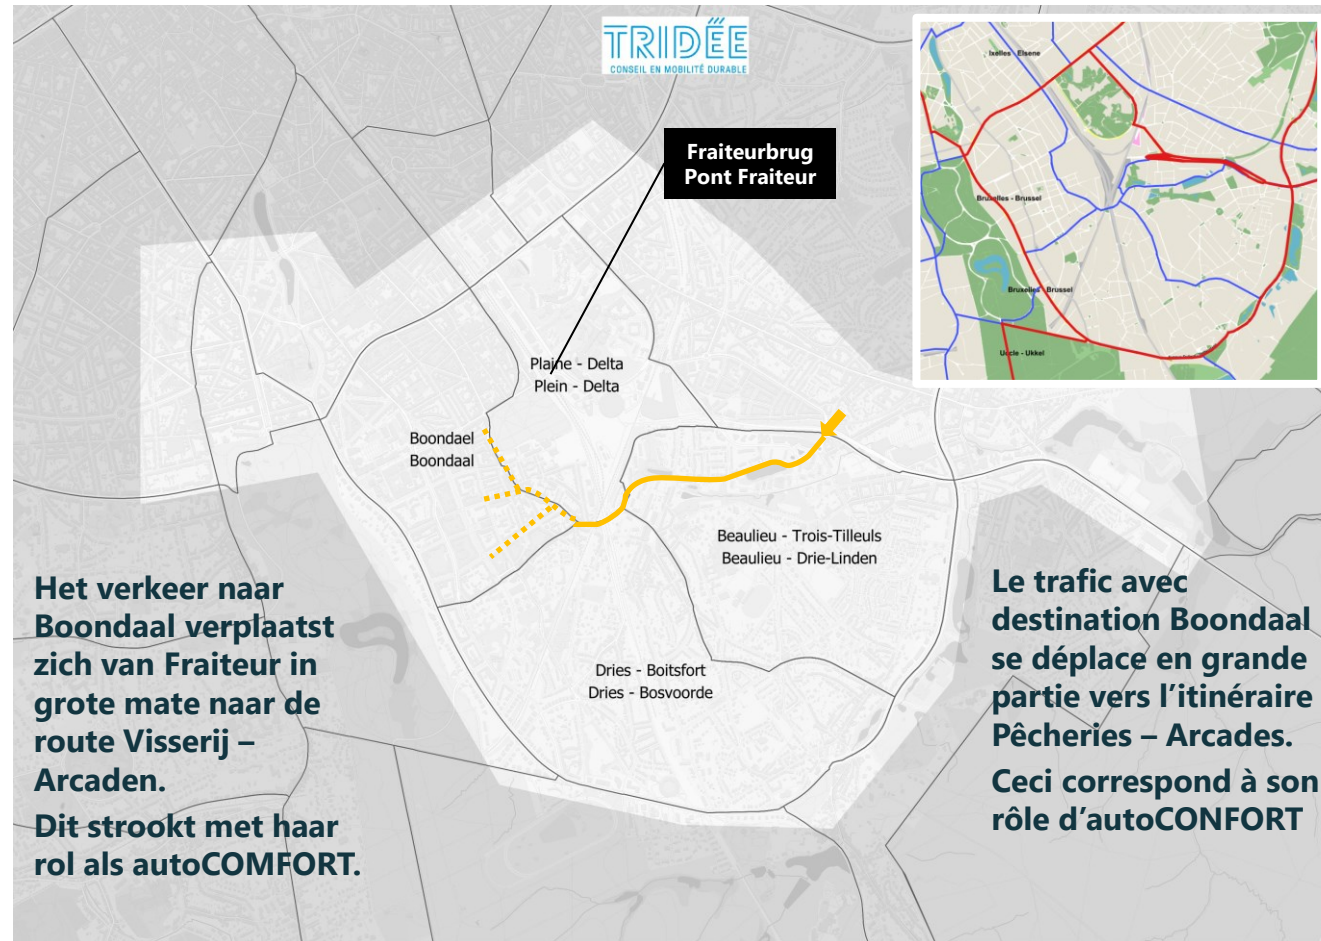 TRIDËE
CONSEIL EN MOBILITÉ DURABLE
Fraiteurbrug
Pont Fraiteur
Ixelles - Elsene
Bruxelles - Brussel
Bruxelles - Brussel
Uccle - Ukkel
Plaine - Delta
Plein - Delta
Boondael
Boondaal
Beaulieu - Trois-Tilleuls
Beaulieu - Drie-Linden
Dries - Boitsfort
Dries - Bosvoorde
Het verkeer naar
Boondaal verplaatst
zich van Fraiteur in
grote mate naar de
route Visserij –
Arcaden.
Dit strookt met haar
rol als autoCOMFORT.
Le trafic avec
destination Boondaal
se déplace en grande
partie vers l’itinéraire
Pêcheries – Arcades.
Ceci correspond à son
rôle d’autoCONFORT